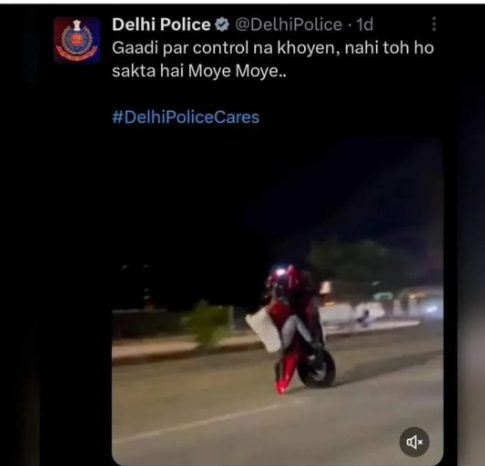 Delhi Police @DelhiPolice · 1d
Gaadi par control na khoyen, nahi toh ho
sakta hai Moye Moye..
#DelhiPoliceCares